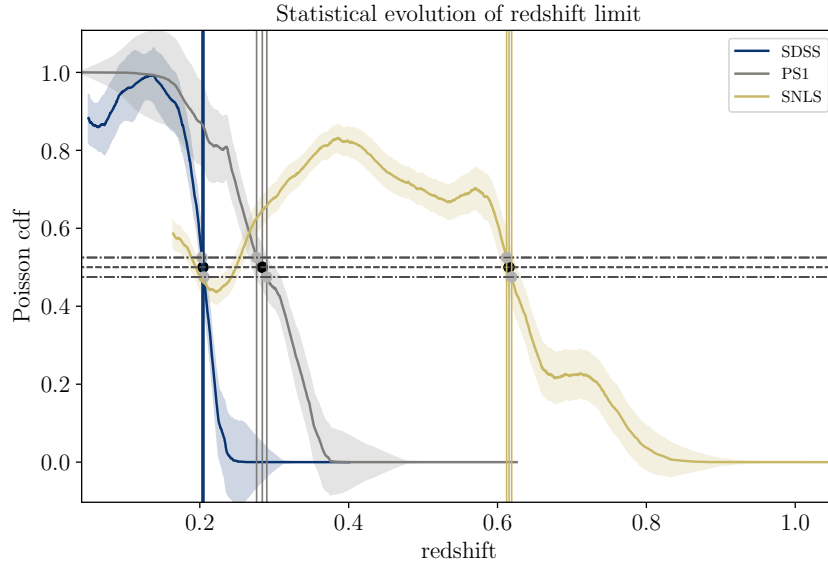 Statistical evolution of redshift limit
SDSS
PS1
SNLS
Poisson cdf
1.0
0.8
0.6
0.4
0.2
0.0
0.2
0.4
0.6
0.8
1.0
redshift